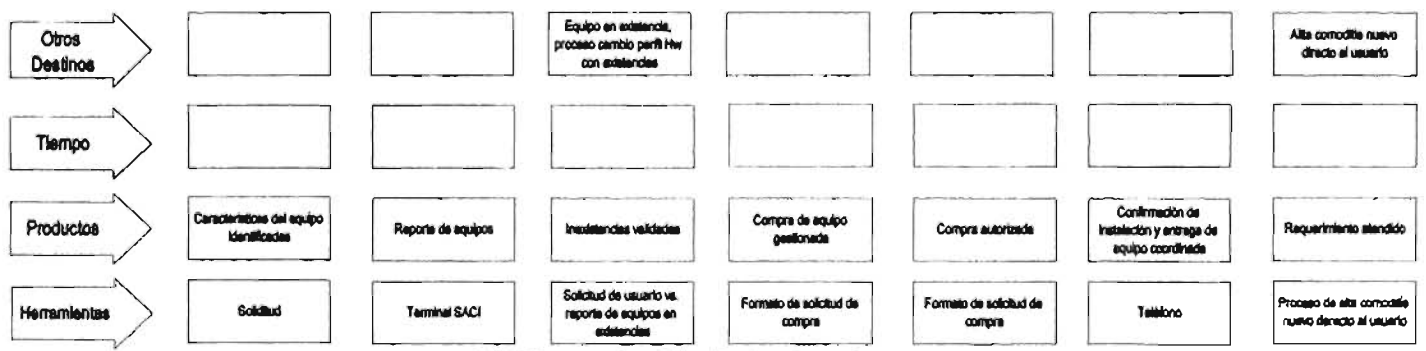 Otros
Destinos
Equipo en existencia,
proceso cambio perfil Hw
con existencias
Alta comoditie nuevo
directo al usuario
Tiempo
Productos
Características del equipo
Identificadas
Reporte de equipos
Inexistencias validadas
Compra de equipo
gestionada
Compra autorizada
Confirmación de
Instalación y entrega de
equipo coordinada
Requerimiento atendido
Herramientas
Solicitud
Terminal SACI
Solicitud de usuario vs.
reporte de equipos en
existencias
Formato de solicitud de
compra
Formato de solicitud de
compra
Teléfono
Proceso de alta comoditie
nuevo derecto al usuario